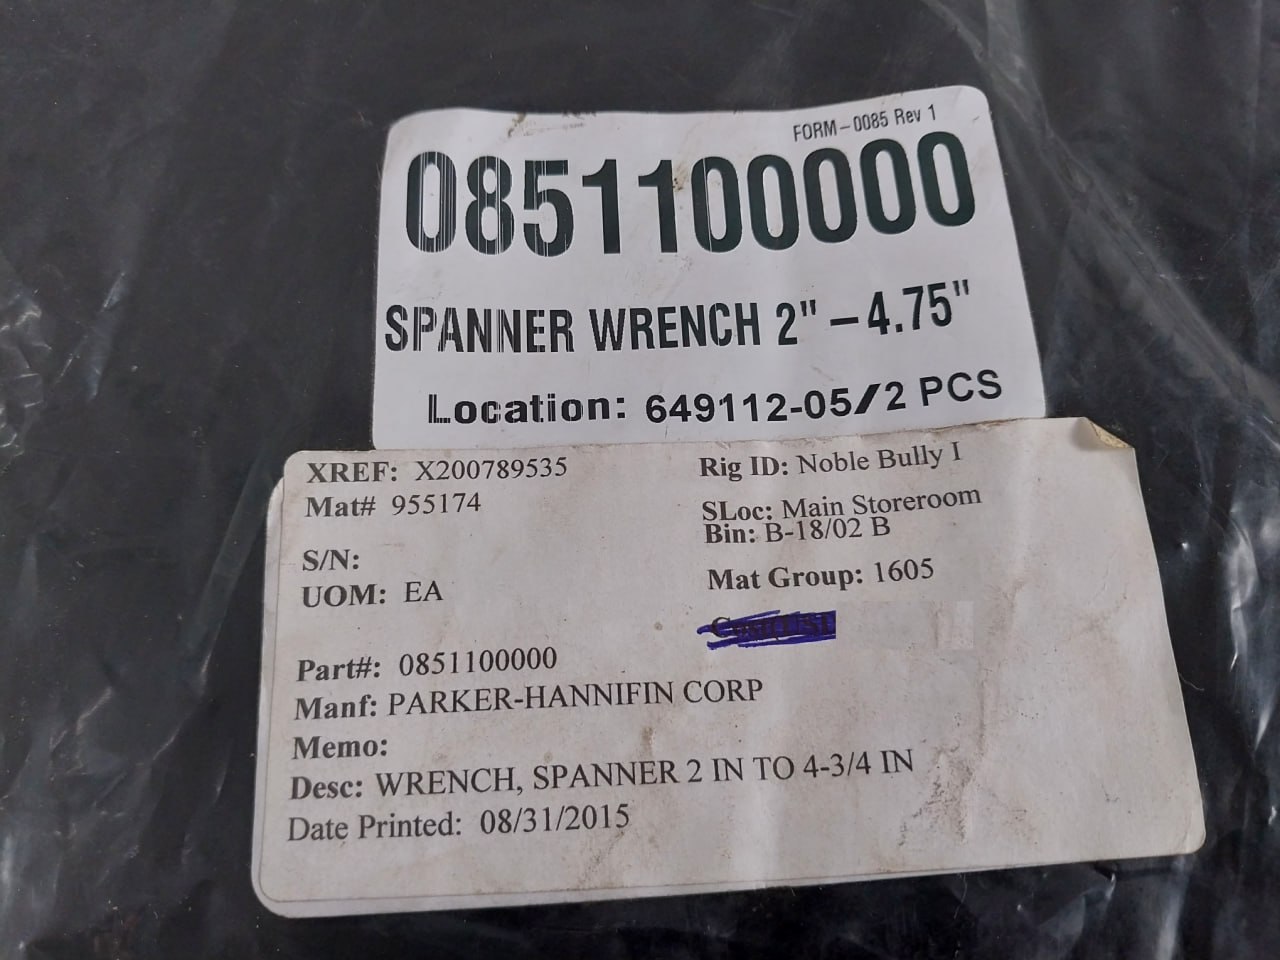 FORM-0085 Rev 1
0851100000
SPANNER WRENCH 2" - 4.75"
Location: 649112-05/2 PCS
XREF: X200789535
Rig ID: Noble Bully I
Mat# 955174
SLoc: Main Storeroom
Bin: B-18/02 B
S/N:
UOM: EA
Mat Group: 1605
Part#: 0851100000
Manf: PARKER-HANNIFIN CORP
Memo:
Desc: WRENCH, SPANNER 2 IN TO 4-3/4 IN
Date Printed: 08/31/2015